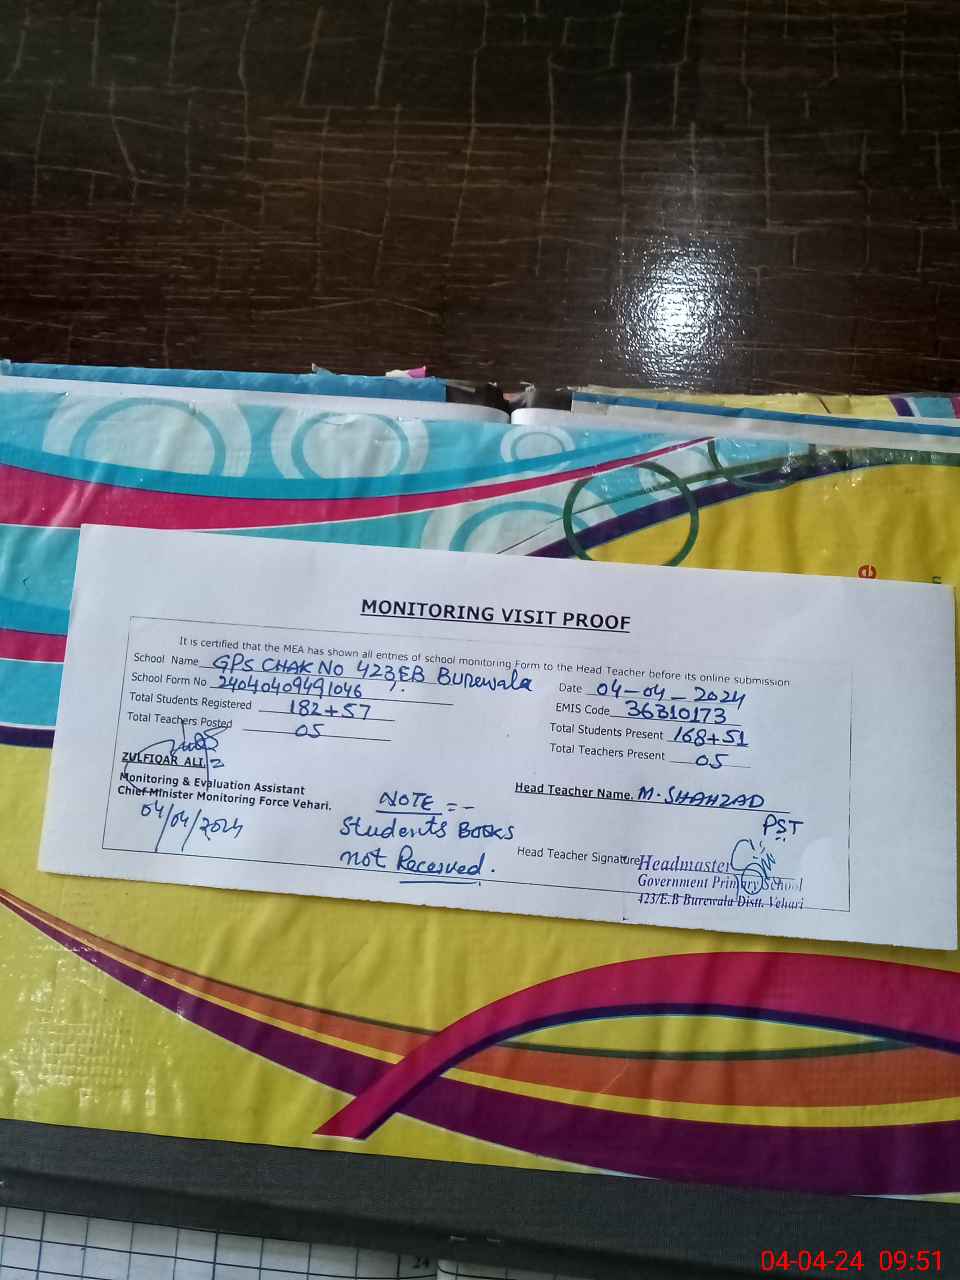 MONITORING VISIT PROOF
It is certified that the MEA has shown all entries of school monitoring Form to the Head Teacher before its online submission
School Name GPS CHAK No 423,EB Burewala
Date 04-04-2024
School Form No 24040409491046
EMIS Code 36310173
Total Students Registered 182+57
Total Students Present 168+51
Total Teachers Posted 05
Total Teachers Present 05
ZULFIQAR ALI
Monitoring & Evaluation Assistant
Chief Minister Monitoring Force Vehari.
04/04/2024
Head Teacher Name. M. SHAHZAD
PST
NOTE =-
Students Books
not Received.
Head Teacher Signature
Headmaster
Government Primary School
423/E.B Burewala Distt. Vehari
24
04-04-24 09:51